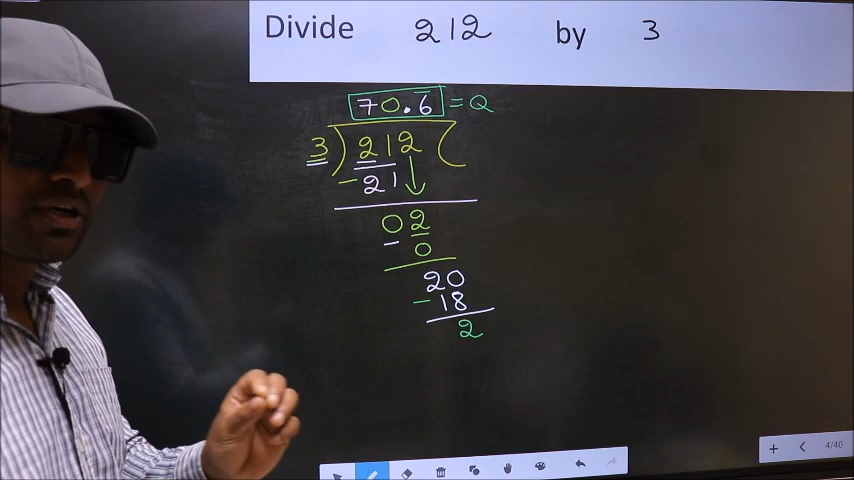 Divide 212 by 3
70.6̅ = Q
3 ) 212 (
- 21
02
- 0
20
- 18
2
4/40